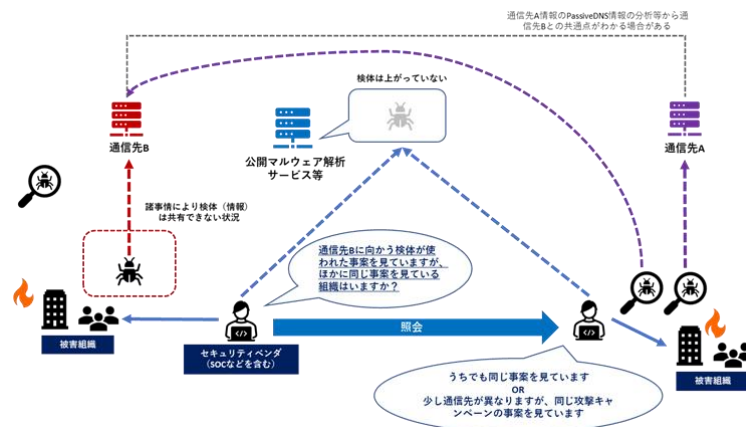 通信先A情報のPassiveDNS情報の分析等から通
信先Bとの共通点がわかる場合がある
検体は上がっていない
通信先B
公開マルウェア解析
サービス等
通信先A
諸事情により検体（情報）
は共有できない状況
通信先Bに向かう検体が使
われた事案を見ていますが、
ほかに同じ事案を見ている
組織はいますか？
照会
被害組織
セキュリティベンダ
（SOCなどを含む）
被害組織
うちでも同じ事案を見ています
OR
少し通信先が異なりますが、同じ攻撃キャ
ンペーンの事案を見ています